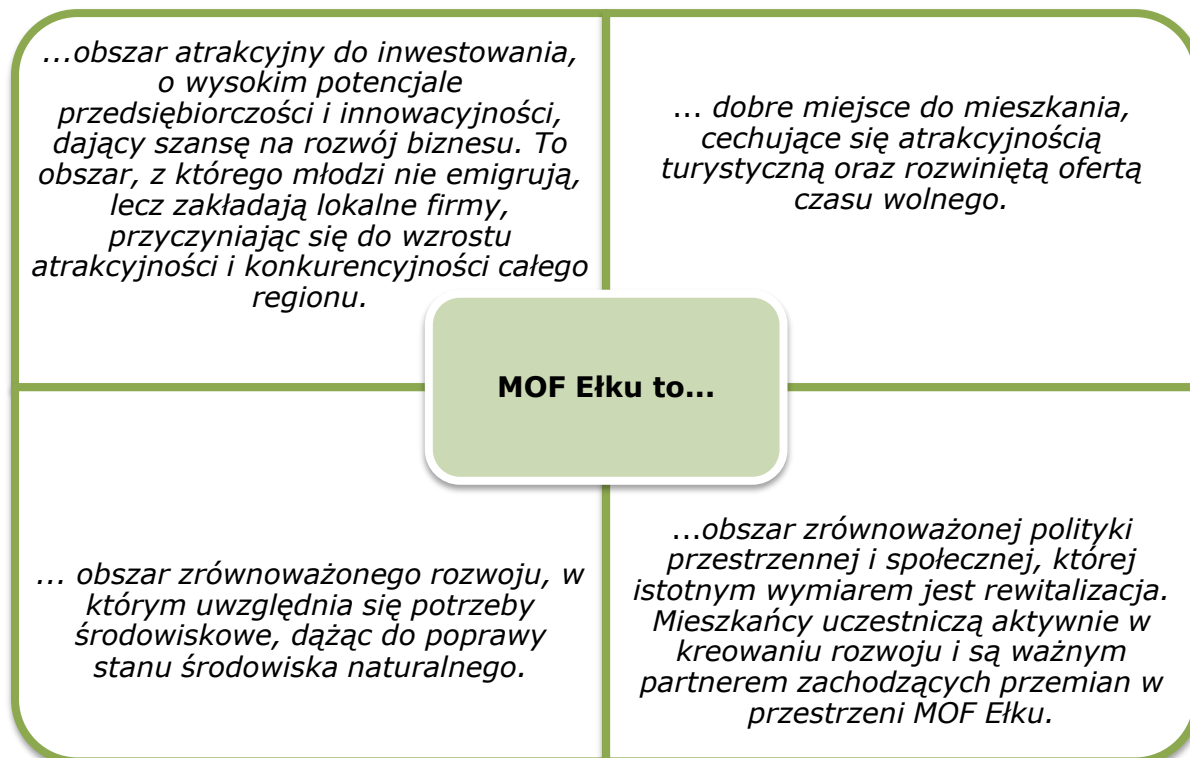 ...obszar atrakcyjny do inwestowania,
o wysokim potencjale
przedsiębiorczości i innowacyjności,
dający szansę na rozwój biznesu. To
obszar, z którego młodzi nie emigrują,
lecz zakładają lokalne firmy,
przyczyniając się do wzrostu
atrakcyjności i konkurencyjności całego
regionu.
... dobre miejsce do mieszkania,
cechujące się atrakcyjnością
turystyczną oraz rozwiniętą ofertą
czasu wolnego.
MOF Ełku to...
... obszar zrównoważonego rozwoju, w
którym uwzględnia się potrzeby
środowiskowe, dążąc do poprawy
stanu środowiska naturalnego.
...obszar zrównoważonej polityki
przestrzennej i społecznej, której
istotnym wymiarem jest rewitalizacja.
Mieszkańcy uczestniczą aktywnie w
kreowaniu rozwoju i są ważnym
partnerem zachodzących przemian w
przestrzeni MOF Ełku.